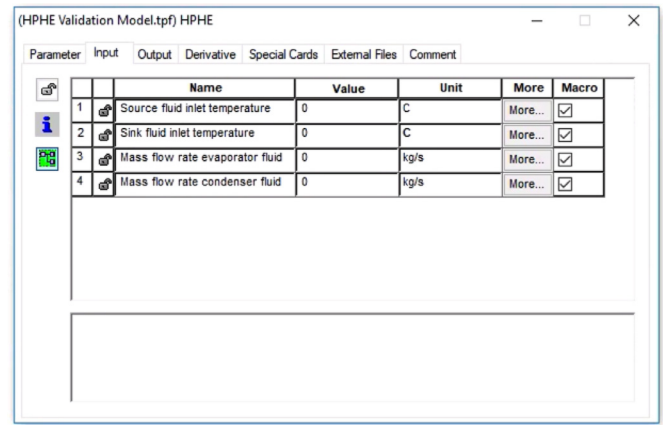 (HPHE Validation Model.tpf) HPHE
Parameter Input Output Derivative Special Cards External Files Comment
Name Value Unit More Macro
1 Source fluid inlet temperature 0 C More...
2 Sink fluid inlet temperature 0 C More...
3 Mass flow rate evaporator fluid 0 kg/s More...
4 Mass flow rate condenser fluid 0 kg/s More...